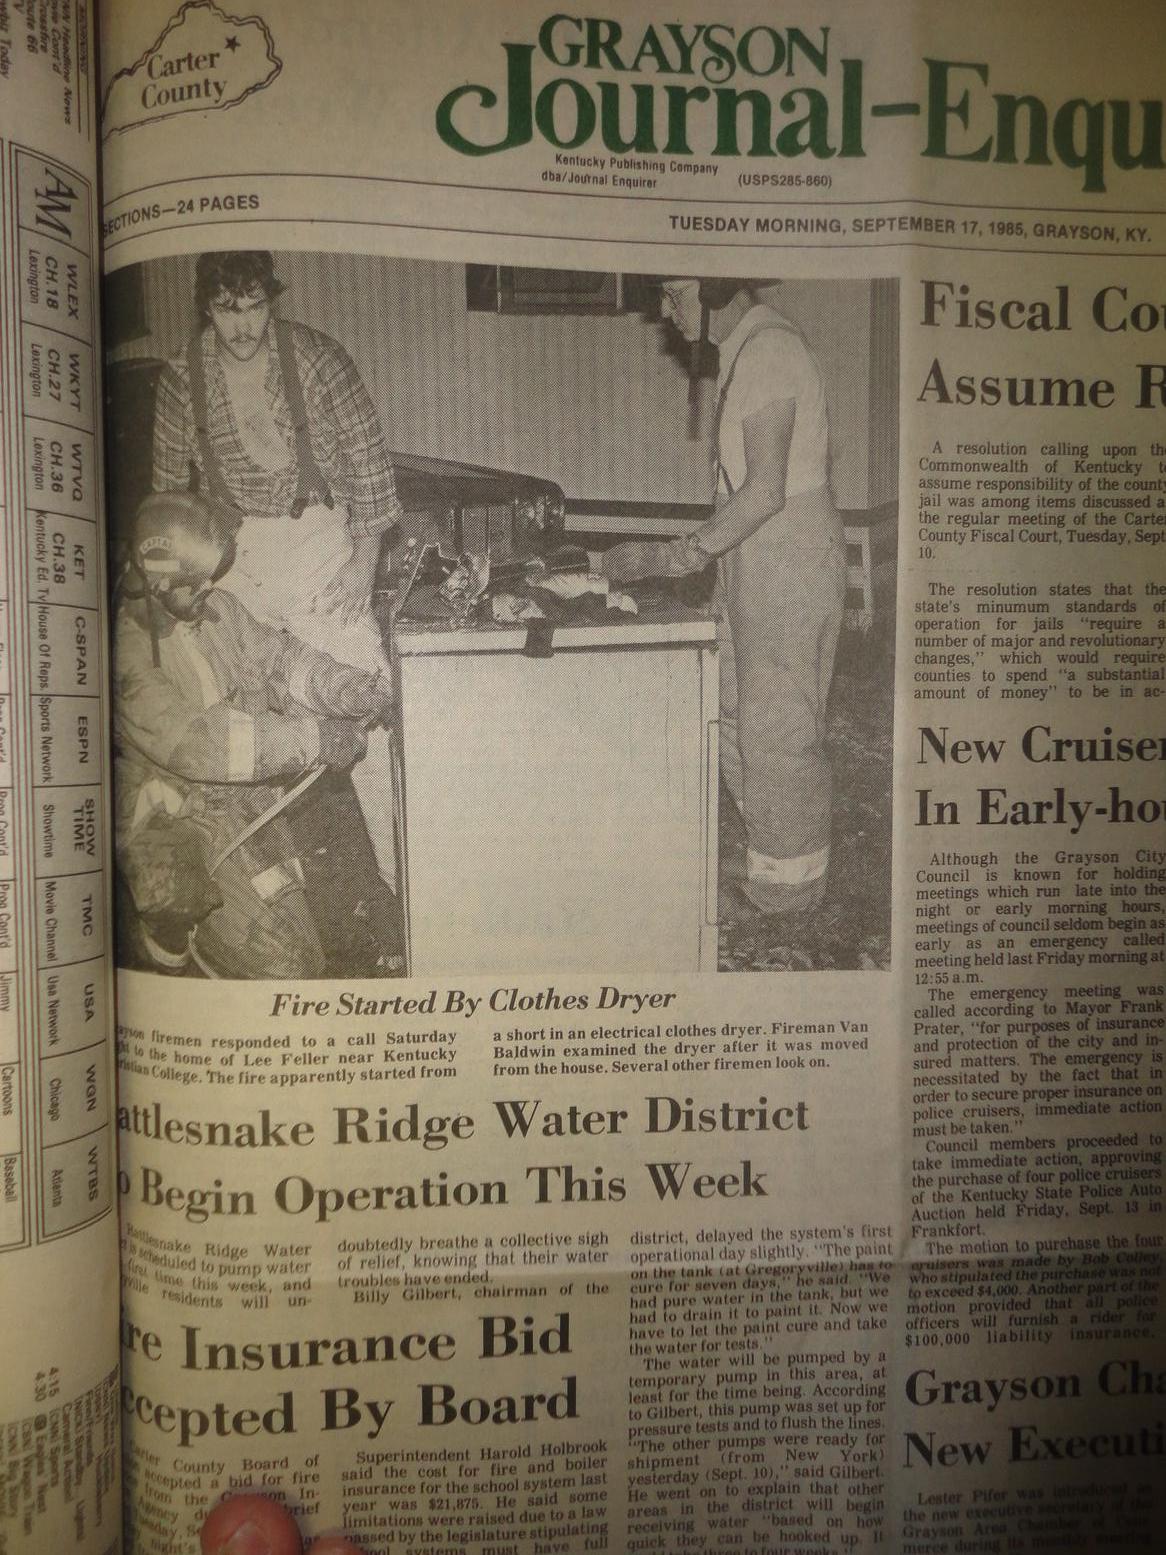 Carter
County
GRAYSON
Journal-Enqu
Kentucky Publishing Company
dba/Journal Enquirer
(USPS285-860)
SECTIONS—24 PAGES
TUESDAY MORNING, SEPTEMBER 17, 1985, GRAYSON, KY.
AM
WLEX
CH.18
Lexington
WKYT
CH.27
Lexington
WTVQ
CH.36
Lexington
KET
CH.38
Kentucky Ed. Tv
C-SPAN
House Of Reps.
ESPN
Sports Network
SHOW
TIME
Showtime
TMC
Movie Channel
USA
Usa Network
WGN
Chicago
WTBS
Atlanta
CARTER
Fire Started By Clothes Dryer
firemen responded to a call Saturday
to the home of Lee Feller near Kentucky
College. The fire apparently started from
a short in an electrical clothes dryer. Fireman Van
Baldwin examined the dryer after it was moved
from the house. Several other firemen look on.
attlesnake Ridge Water District
o Begin Operation This Week
Ridge Water
scheduled to pump water
time this week, and
residents will un-
doubtedly breathe a collective sigh
of relief, knowing that their water
troubles have ended.
Billy Gilbert, chairman of the
district, delayed the system's first
operational day slightly. "The paint
on the tank (at Gregoryville) has to
cure for seven days," he said. "We
had pure water in the tank, but we
had to drain it to paint it. Now we
have to let the paint cure and take
the water for tests."
The water will be pumped by a
temporary pump in this area, at
least for the time being. According
to Gilbert, this pump was set up for
pressure tests and to flush the lines.
"The other pumps were ready for
shipment (from New York)
yesterday (Sept. 10)," said Gilbert.
He went on to explain that other
areas in the district will begin
receiving water "based on how
quick they can be hooked up. It
re Insurance Bid
ccepted By Board
County Board of
accepted a bid for fire
from the Grayson In-
Superintendent Harold Holbrook
said the cost for fire and boiler
insurance for the school system last
year was $21,875. He said some
limitations were raised due to a law
passed by the legislature stipulating
systems must have full
Fiscal Co
Assume R
A resolution calling upon the
Commonwealth of Kentucky to
assume responsibility of the county
jail was among items discussed a
the regular meeting of the Carter
County Fiscal Court, Tuesday, Sept
10.
The resolution states that the
state's minumum standards of
operation for jails "require a
number of major and revolutionary
changes," which would require
counties to spend "a substantial
amount of money" to be in ac-
New Cruiser
In Early-ho
Although the Grayson City
Council is known for holding
meetings which run late into the
night or early morning hours,
meetings of council seldom begin as
early as an emergency called
meeting held last Friday morning at
12:55 a.m.
The emergency meeting was
called according to Mayor Frank
Prater, "for purposes of insurance
and protection of the city and in-
sured matters. The emergency is
necessitated by the fact that in
order to secure proper insurance on
police cruisers, immediate action
must be taken."
Council members proceeded to
take immediate action, approving
the purchase of four police cruisers
of the Kentucky State Police Auto
Auction held Friday, Sept. 13 in
Frankfort.
The motion to purchase the four
cruisers was made by Bob Colley,
who stipulated the purchase was not
to exceed $4,000. Another part of the
motion provided that all police
officers will furnish a rider for
$100,000 liability insurance.
Grayson Cha
New Executi
Lester Pifer was introduced as
the new executive secretary of the
Grayson Area Chamber of Com-